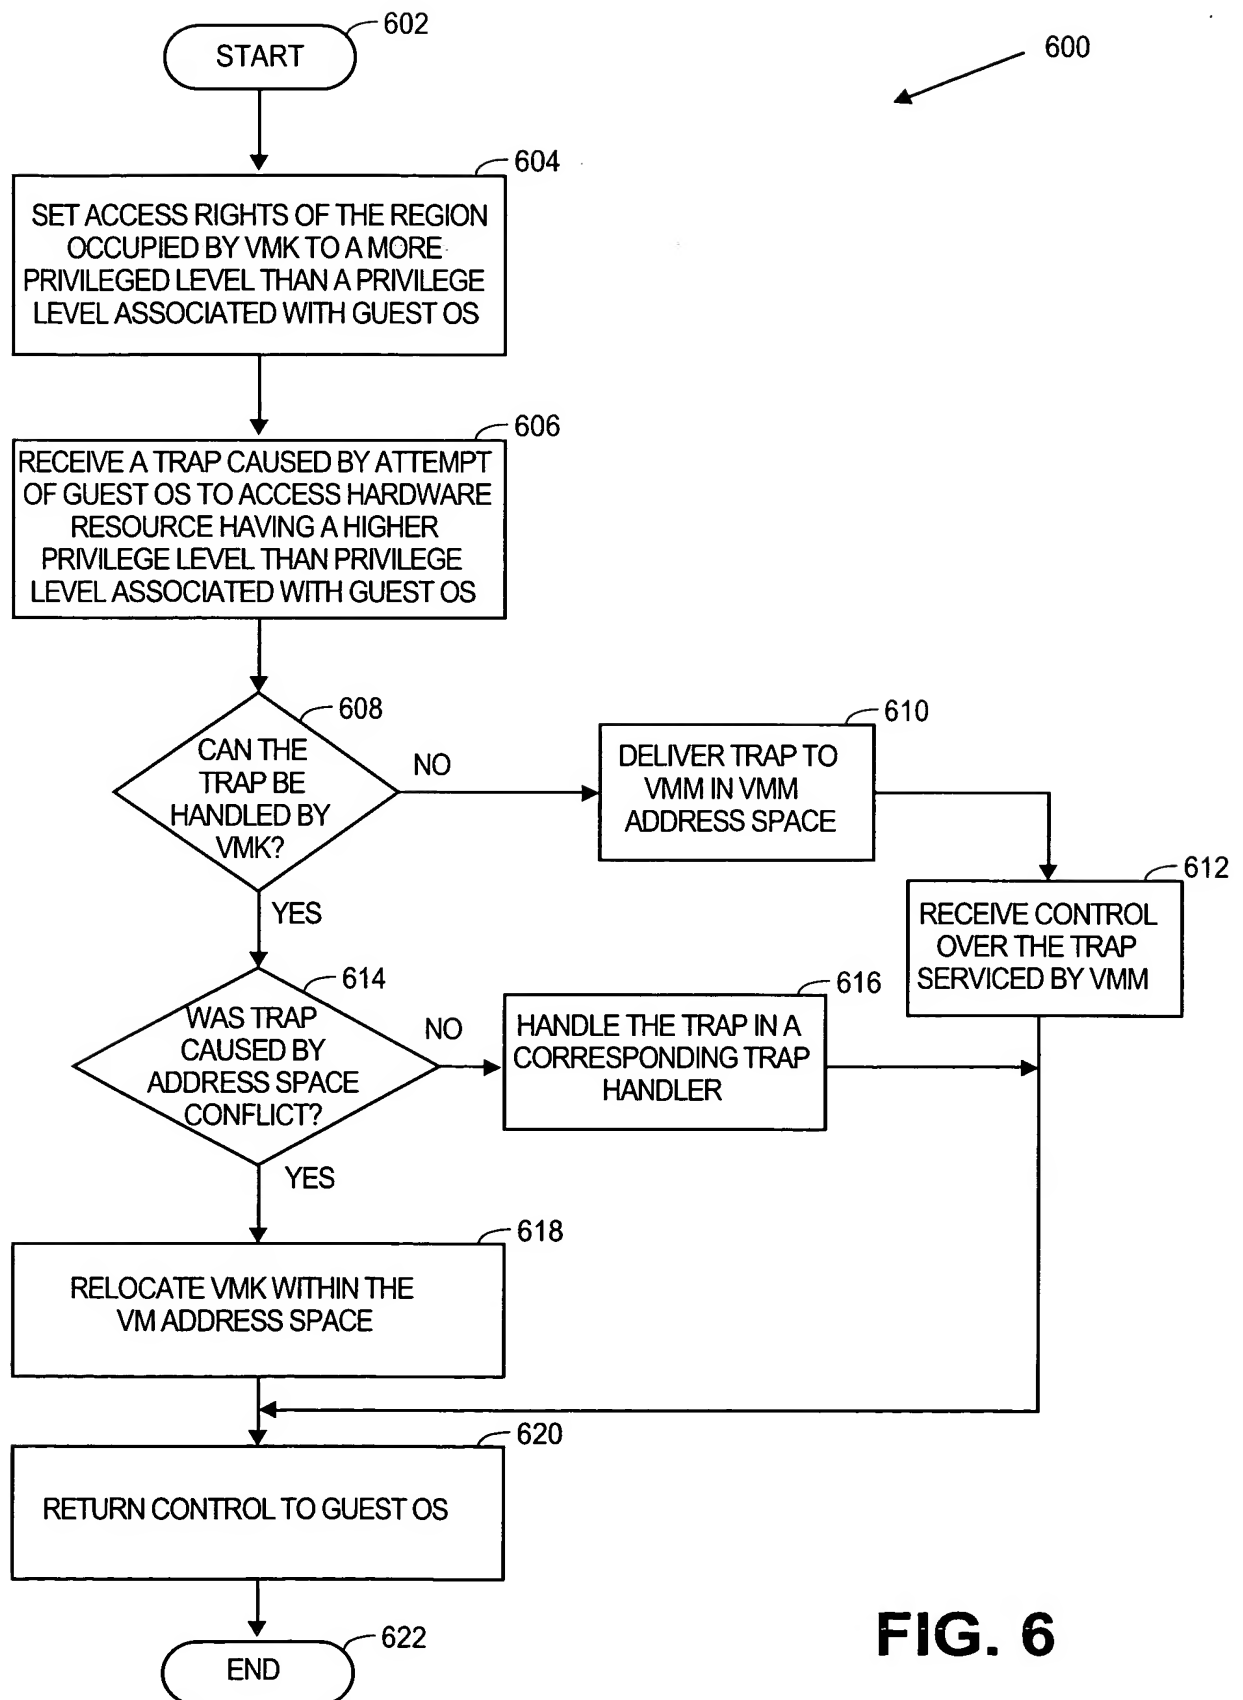 602
START
600
604
SET ACCESS RIGHTS OF THE REGION
OCCUPIED BY VMK TO A MORE
PRIVILEGED LEVEL THAN A PRIVILEGE
LEVEL ASSOCIATED WITH GUEST OS
606
RECEIVE A TRAP CAUSED BY ATTEMPT
OF GUEST OS TO ACCESS HARDWARE
RESOURCE HAVING A HIGHER
PRIVILEGE LEVEL THAN PRIVILEGE
LEVEL ASSOCIATED WITH GUEST OS
608
CAN THE
TRAP BE
HANDLED BY
VMK?
NO
610
DELIVER TRAP TO
VMM IN VMM
ADDRESS SPACE
612
RECEIVE CONTROL
OVER THE TRAP
SERVICED BY VMM
YES
614
WAS TRAP
CAUSED BY
ADDRESS SPACE
CONFLICT?
NO
616
HANDLE THE TRAP IN A
CORRESPONDING TRAP
HANDLER
YES
618
RELOCATE VMK WITHIN THE
VM ADDRESS SPACE
620
RETURN CONTROL TO GUEST OS
622
END
FIG. 6